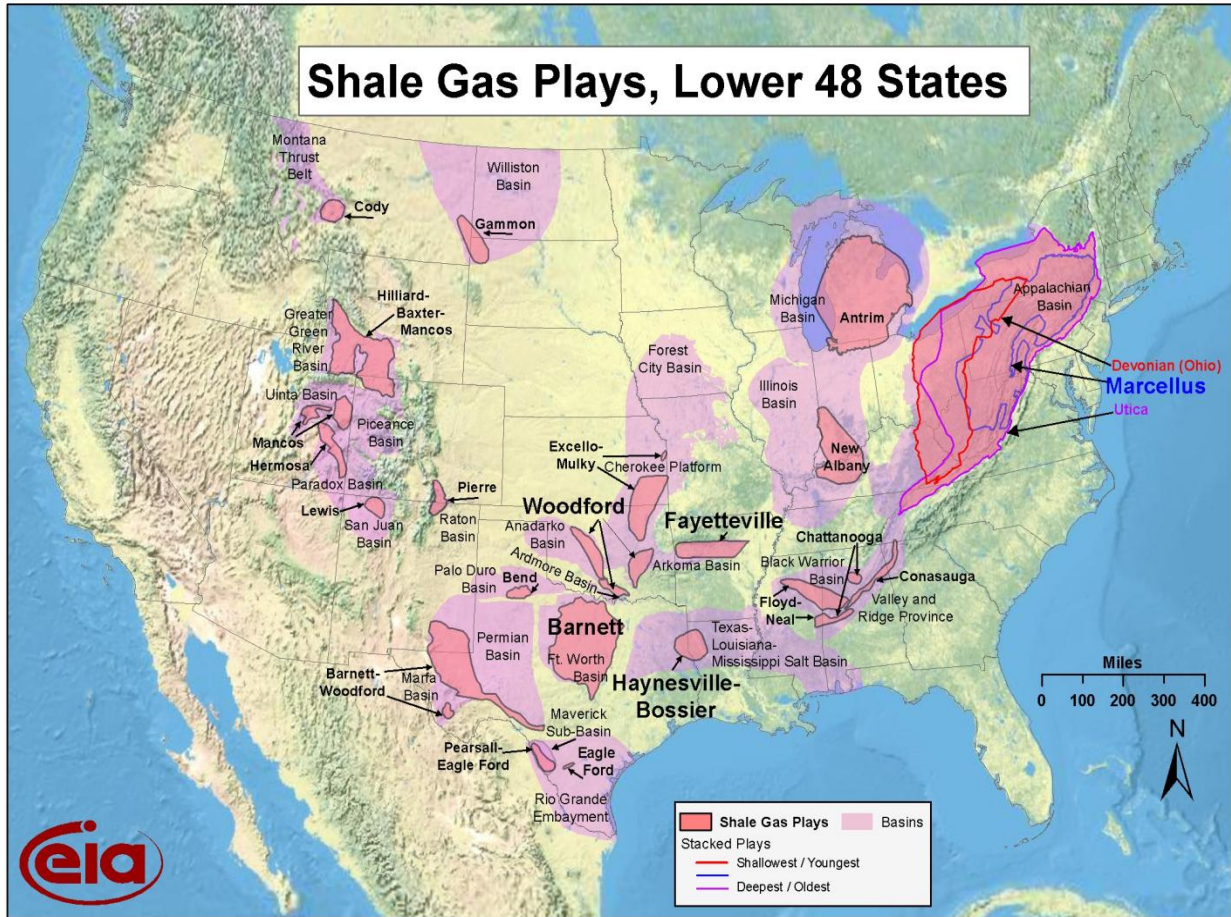 Shale Gas Plays, Lower 48 States
Montana
Thrust
Belt
Cody
Williston
Basin
Gammon
Hilliard-
Baxter-
Mancos
Greater
Green
River
Basin
Uinta Basin
Piceance
Basin
Mancos
Hermosa
Paradox Basin
Lewis
San Juan
Basin
Pierre
Raton
Basin
Michigan
Basin
Antrim
Appalachian
Basin
Devonian (Ohio)
Marcellus
Utica
Forest
City Basin
Illinois
Basin
New
Albany
Excello-
Mulky
Cherokee Platform
Woodford
Anadarko
Basin
Ardmore Basin
Palo Duro
Basin
Bend
Fayetteville
Arkoma Basin
Chattanooga
Black Warrior
Basin
Conasauga
Floyd-
Neal
Valley and
Ridge Province
Barnett
Ft. Worth
Basin
Permian
Basin
Barnett-
Woodford
Marfa
Basin
Texas-
Louisiana-
Mississippi Salt Basin
Haynesville-
Bossier
Maverick
Sub-Basin
Pearsall-
Eagle Ford
Eagle
Ford
Rio Grande
Embayment
Miles
0 100 200 300 400
N
Shale Gas Plays
Basins
Stacked Plays
Shallowest / Youngest
Deepest / Oldest
eia